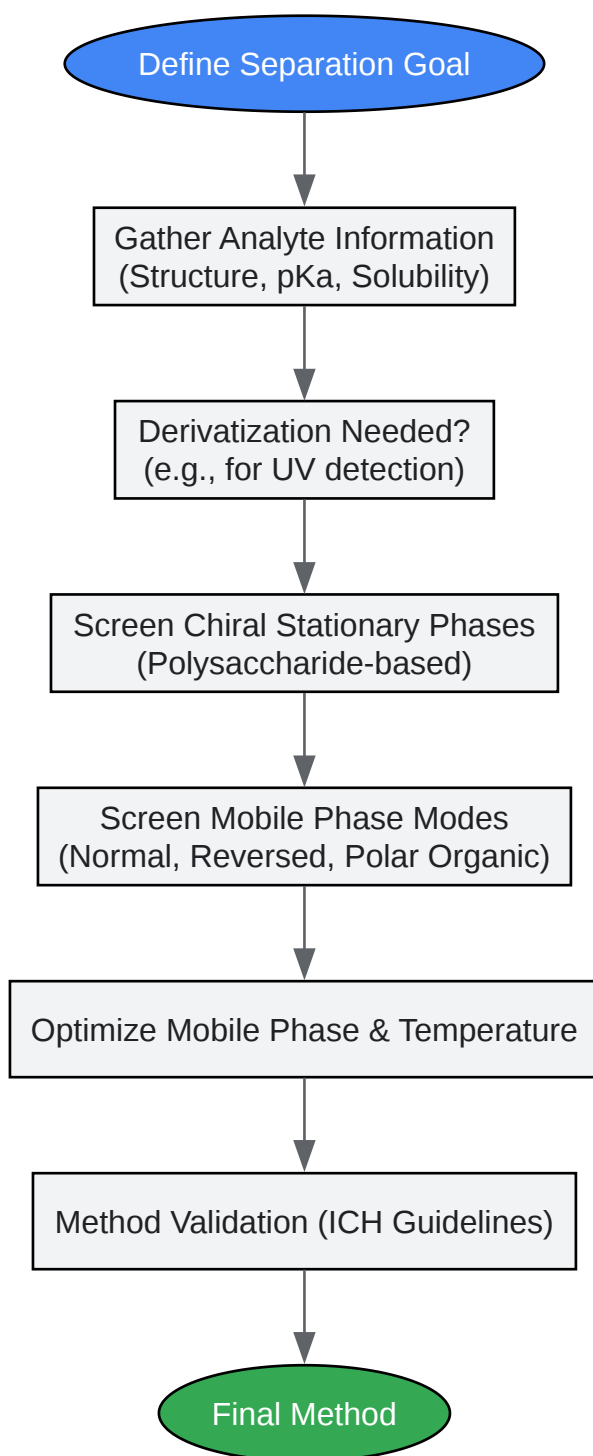 Define Separation Goal
Gather Analyte Information
(Structure, pKa, Solubility)
Derivatization Needed?
(e.g., for UV detection)
Screen Chiral Stationary Phases
(Polysaccharide-based)
Screen Mobile Phase Modes
(Normal, Reversed, Polar Organic)
Optimize Mobile Phase & Temperature
Method Validation (ICH Guidelines)
Final Method